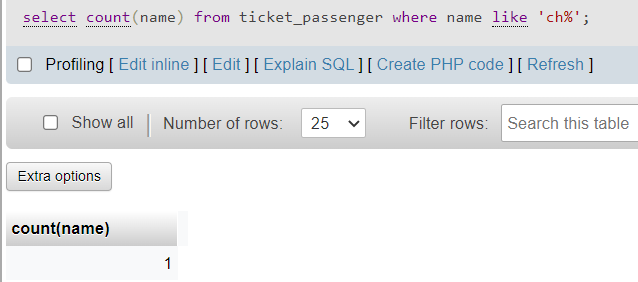 select count(name) from ticket_passenger where name like 'ch%';
Profiling [ Edit inline ] [ Edit ] [ Explain SQL ] [ Create PHP code ] [ Refresh ]
Show all | Number of rows: 25 Filter rows: Search this table
Extra options
count(name)
1